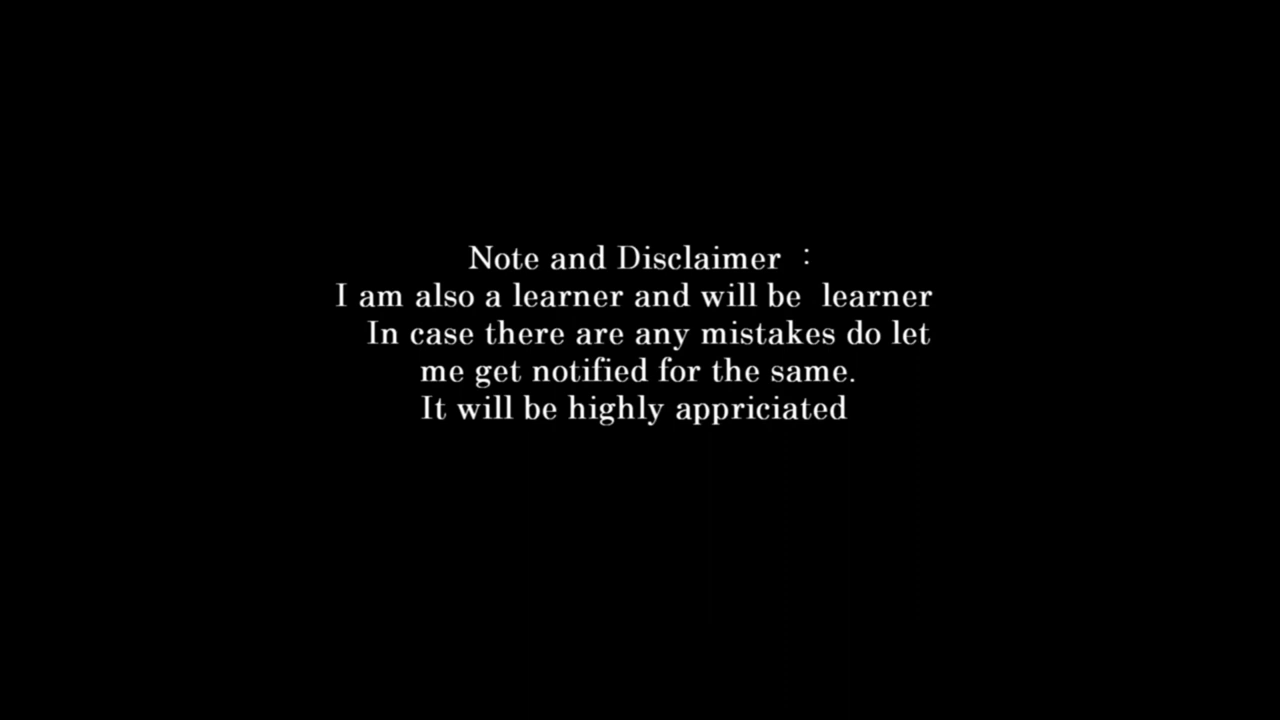 Note and Disclaimer :
I am also a learner and will be learner
In case there are any mistakes do let
me get notified for the same.
It will be highly appriciated